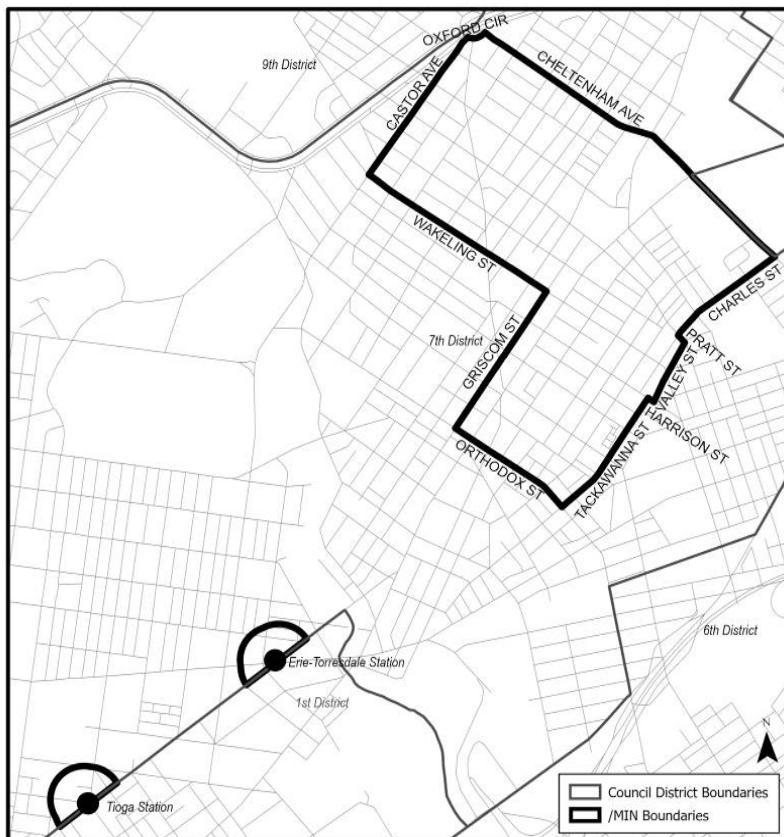 OXFORD CIR
9th District
CASTOR AVE
CHELTENHAM AVE
WAKELING ST
CHARLES ST
7th District
GRISCOM ST
PRATT ST
VALLEY ST
HARRISON ST
ORTHODOX ST
TACKAWANNA ST
6th District
Erie-Torresdale Station
1st District
N
Tioga Station
Council District Boundaries
/MIN Boundaries